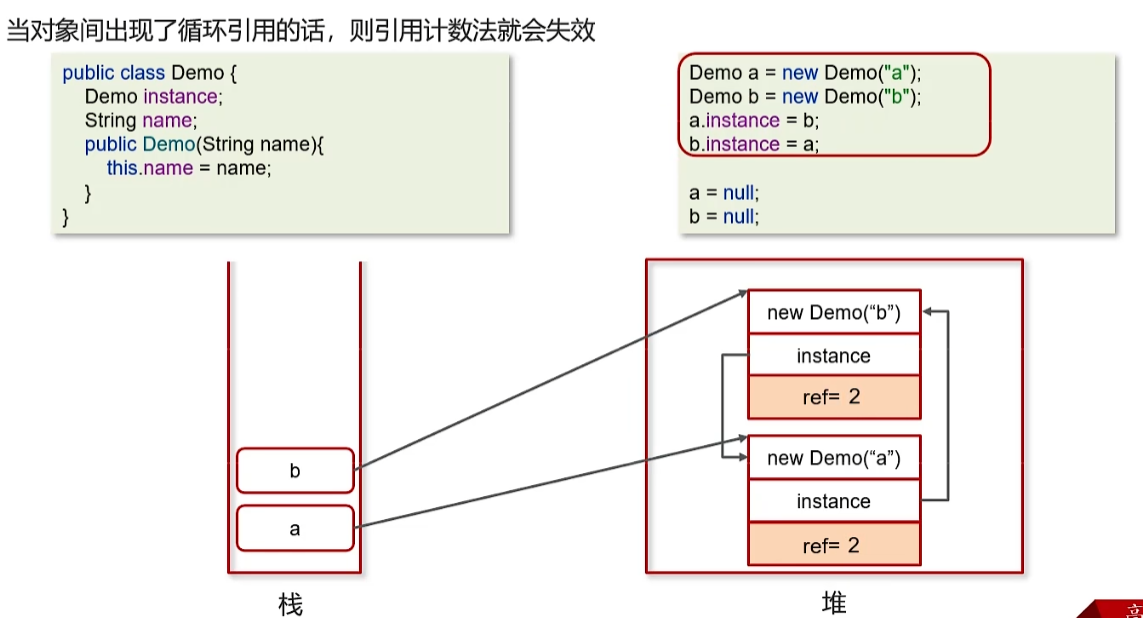 当对象间出现了循环引用的话，则引用计数法就会失效
public class Demo {
Demo instance;
String name;
public Demo(String name){
this.name = name;
}
}
Demo a = new Demo("a");
Demo b = new Demo("b");
a.instance = b;
b.instance = a;
a = null;
b = null;
b
a
栈
new Demo(“b”)
instance
ref= 2
new Demo(“a”)
instance
ref= 2
堆